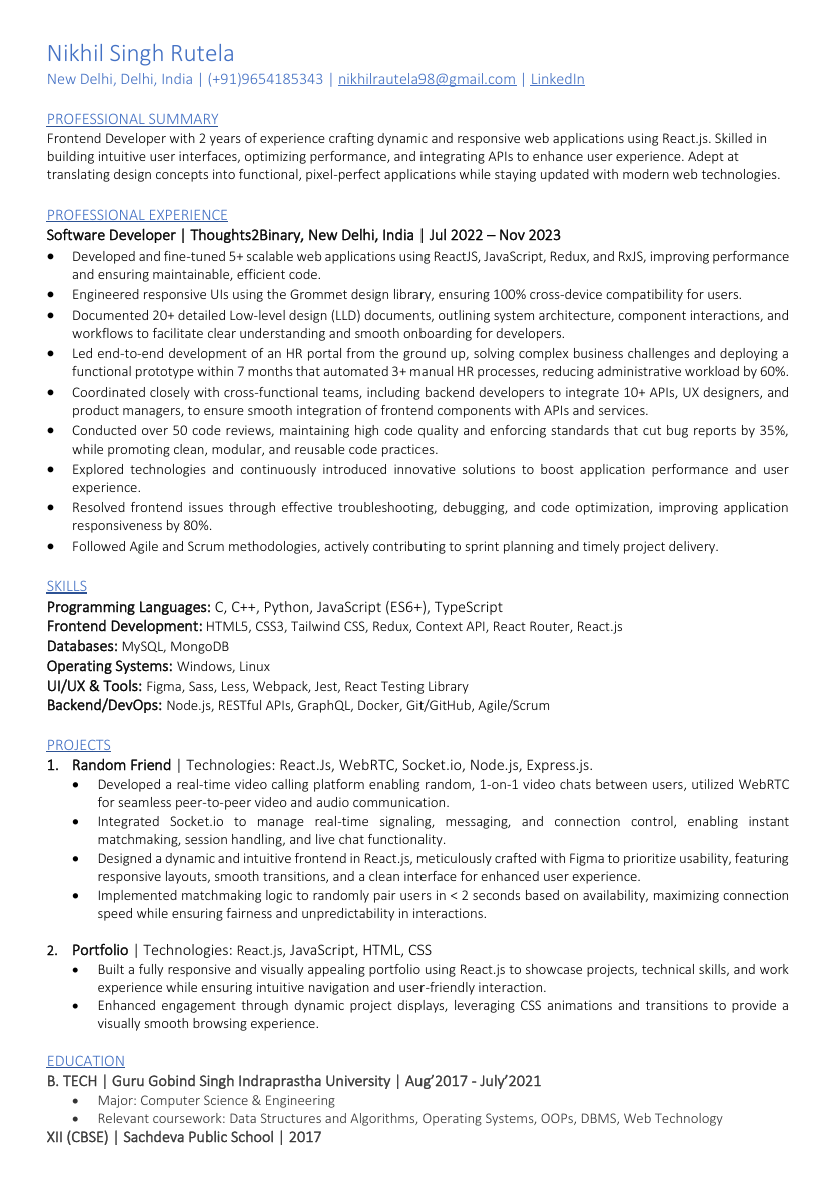 Nikhil Singh Rutela
New Delhi, Delhi, India | (+91)9654185343 | nikhilrautela98@gmail.com | LinkedIn
PROFESSIONAL SUMMARY
Frontend Developer with 2 years of experience crafting dynamic and responsive web applications using React.js. Skilled in
building intuitive user interfaces, optimizing performance, and integrating APIs to enhance user experience. Adept at
translating design concepts into functional, pixel-perfect applications while staying updated with modern web technologies.
PROFESSIONAL EXPERIENCE
Software Developer | Thoughts2Binary, New Delhi, India | Jul 2022 – Nov 2023
• Developed and fine-tuned 5+ scalable web applications using ReactJS, JavaScript, Redux, and RxJS, improving performance
and ensuring maintainable, efficient code.
• Engineered responsive UIs using the Grommet design library, ensuring 100% cross-device compatibility for users.
• Documented 20+ detailed Low-level design (LLD) documents, outlining system architecture, component interactions, and
workflows to facilitate clear understanding and smooth onboarding for developers.
• Led end-to-end development of an HR portal from the ground up, solving complex business challenges and deploying a
functional prototype within 7 months that automated 3+ manual HR processes, reducing administrative workload by 60%.
• Coordinated closely with cross-functional teams, including backend developers to integrate 10+ APIs, UX designers, and
product managers, to ensure smooth integration of frontend components with APIs and services.
• Conducted over 50 code reviews, maintaining high code quality and enforcing standards that cut bug reports by 35%,
while promoting clean, modular, and reusable code practices.
• Explored technologies and continuously introduced innovative solutions to boost application performance and user
experience.
• Resolved frontend issues through effective troubleshooting, debugging, and code optimization, improving application
responsiveness by 80%.
• Followed Agile and Scrum methodologies, actively contributing to sprint planning and timely project delivery.
SKILLS
Programming Languages: C, C++, Python, JavaScript (ES6+), TypeScript
Frontend Development: HTML5, CSS3, Tailwind CSS, Redux, Context API, React Router, React.js
Databases: MySQL, MongoDB
Operating Systems: Windows, Linux
UI/UX & Tools: Figma, Sass, Less, Webpack, Jest, React Testing Library
Backend/DevOps: Node.js, RESTful APIs, GraphQL, Docker, Git/GitHub, Agile/Scrum
PROJECTS
1. Random Friend | Technologies: React.Js, WebRTC, Socket.io, Node.js, Express.js.
• Developed a real-time video calling platform enabling random, 1-on-1 video chats between users, utilized WebRTC
for seamless peer-to-peer video and audio communication.
• Integrated Socket.io to manage real-time signaling, messaging, and connection control, enabling instant
matchmaking, session handling, and live chat functionality.
• Designed a dynamic and intuitive frontend in React.js, meticulously crafted with Figma to prioritize usability, featuring
responsive layouts, smooth transitions, and a clean interface for enhanced user experience.
• Implemented matchmaking logic to randomly pair users in < 2 seconds based on availability, maximizing connection
speed while ensuring fairness and unpredictability in interactions.
2. Portfolio | Technologies: React.js, JavaScript, HTML, CSS
• Built a fully responsive and visually appealing portfolio using React.js to showcase projects, technical skills, and work
experience while ensuring intuitive navigation and user-friendly interaction.
• Enhanced engagement through dynamic project displays, leveraging CSS animations and transitions to provide a
visually smooth browsing experience.
EDUCATION
B. TECH | Guru Gobind Singh Indraprastha University | Aug’2017 - July’2021
• Major: Computer Science & Engineering
• Relevant coursework: Data Structures and Algorithms, Operating Systems, OOPs, DBMS, Web Technology
XII (CBSE) | Sachdeva Public School | 2017